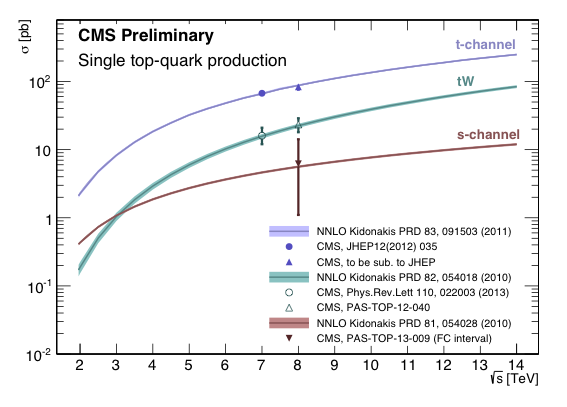 CMS Preliminary
Single top-quark production
σ [pb]
t-channel
tW
s-channel
10²
10
1
10⁻¹
10⁻²
NNLO Kidonakis PRD 83, 091503 (2011)
CMS, JHEP12(2012) 035
CMS, to be sub. to JHEP
NNLO Kidonakis PRD 82, 054018 (2010)
CMS, Phys.Rev.Lett 110, 022003 (2013)
CMS, PAS-TOP-12-040
NNLO Kidonakis PRD 81, 054028 (2010)
CMS, PAS-TOP-13-009 (FC interval)
2 3 4 5 6 7 8 9 10 11 12 13 14
√s [TeV]